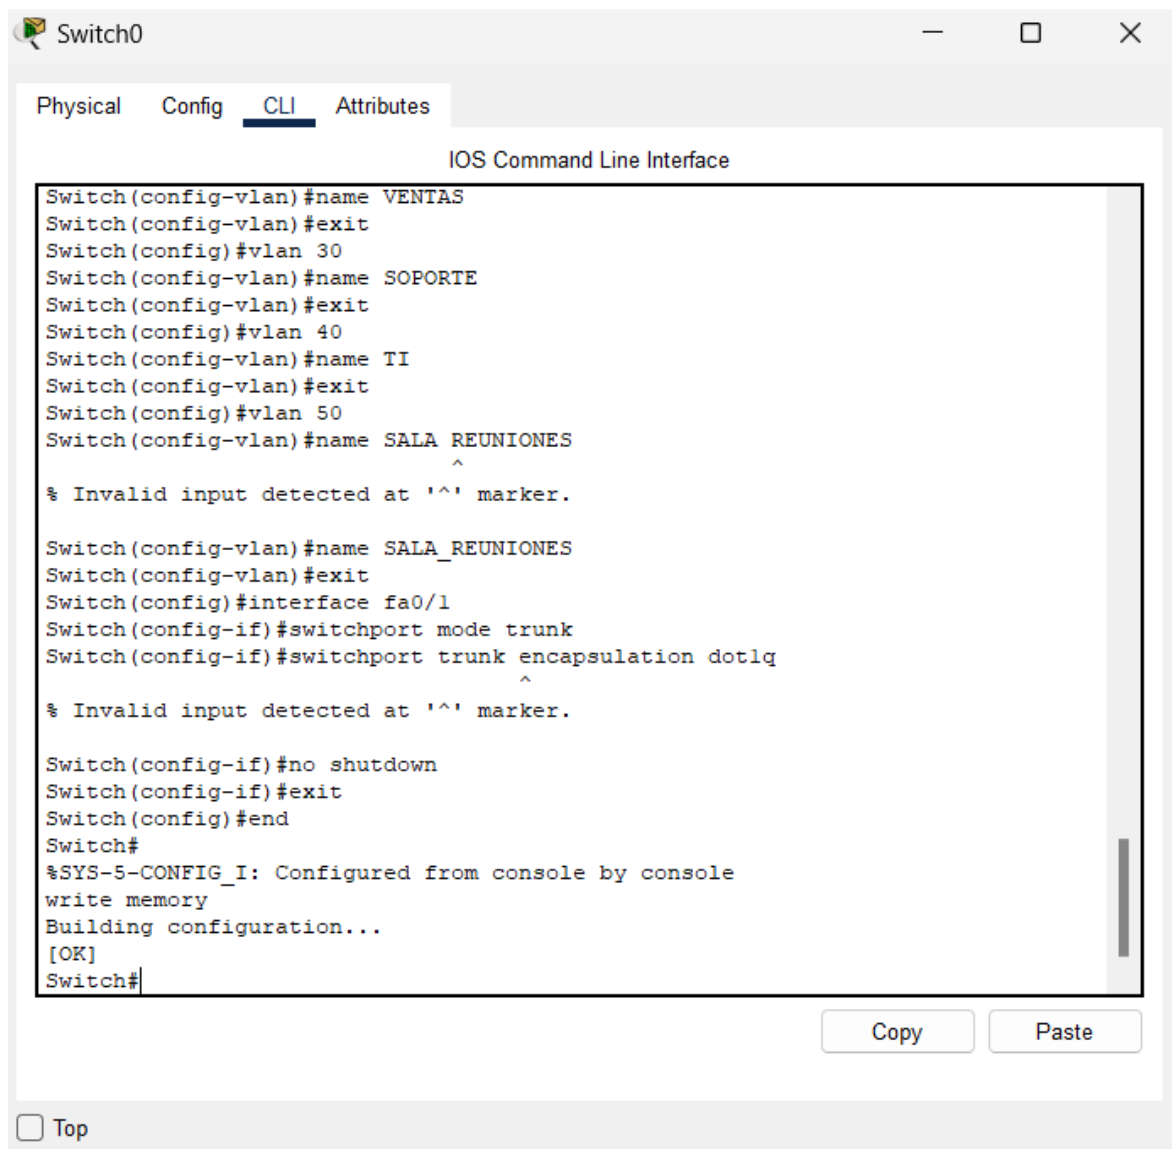 Switch0
Physical Config CLI Attributes
IOS Command Line Interface
Switch(config-vlan)#name VENTAS
Switch(config-vlan)#exit
Switch(config)#vlan 30
Switch(config-vlan)#name SOPORTE
Switch(config-vlan)#exit
Switch(config)#vlan 40
Switch(config-vlan)#name TI
Switch(config-vlan)#exit
Switch(config)#vlan 50
Switch(config-vlan)#name SALA REUNIONES
^
% Invalid input detected at '^' marker.
Switch(config-vlan)#name SALA_REUNIONES
Switch(config-vlan)#exit
Switch(config)#interface fa0/1
Switch(config-if)#switchport mode trunk
Switch(config-if)#switchport trunk encapsulation dot1q
^
% Invalid input detected at '^' marker.
Switch(config-if)#no shutdown
Switch(config-if)#exit
Switch(config)#end
Switch#
%SYS-5-CONFIG_I: Configured from console by console
write memory
Building configuration...
[OK]
Switch#
Copy Paste
Top